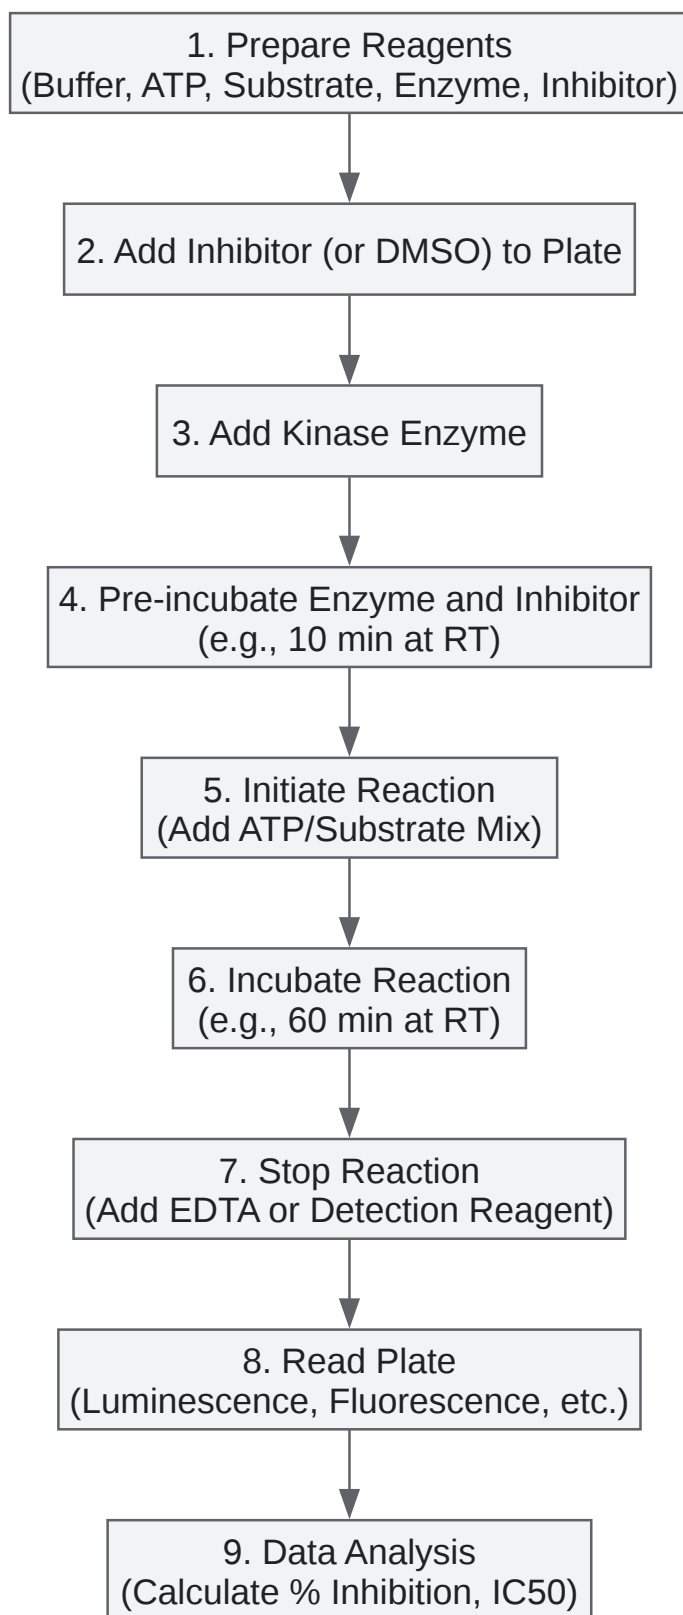 1. Prepare Reagents
(Buffer, ATP, Substrate, Enzyme, Inhibitor)
2. Add Inhibitor (or DMSO) to Plate
3. Add Kinase Enzyme
4. Pre-incubate Enzyme and Inhibitor
(e.g., 10 min at RT)
5. Initiate Reaction
(Add ATP/Substrate Mix)
6. Incubate Reaction
(e.g., 60 min at RT)
7. Stop Reaction
(Add EDTA or Detection Reagent)
8. Read Plate
(Luminescence, Fluorescence, etc.)
9. Data Analysis
(Calculate % Inhibition, IC50)